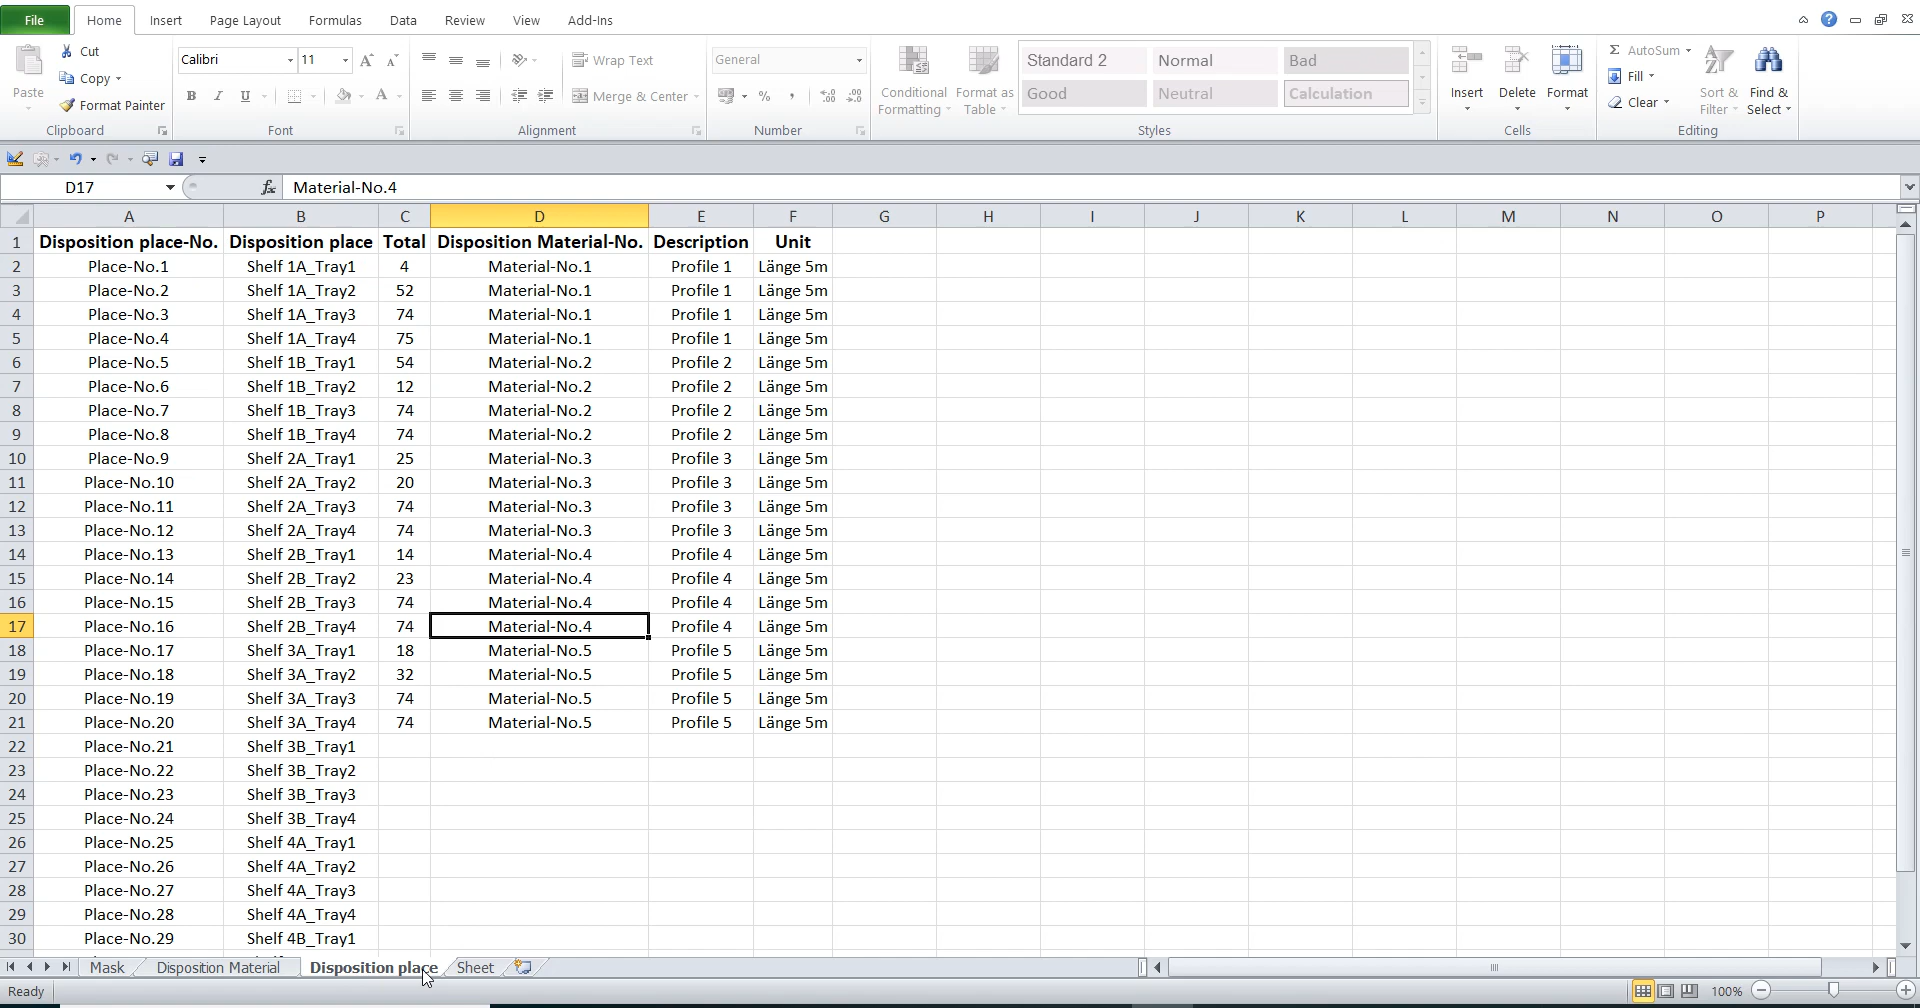 File Home Insert Page Layout Formulas Data Review View Add-Ins
Cut
Copy
Format Painter
Paste
Clipboard
Calibri 11
B I U
Font
Wrap Text
Merge & Center
Alignment
General
%
Number
Conditional Formatting
Format as Table
Standard 2 Normal Bad
Good Neutral Calculation
Styles
Insert Delete Format
Cells
Σ AutoSum
Fill
Clear
Sort & Filter
Find & Select
Editing
D17 fx Material-No.4
A B C D E F G H I J K L M N O P
1 Disposition place-No. Disposition place Total Disposition Material-No. Description Unit
2 Place-No.1 Shelf 1A_Tray1 4 Material-No.1 Profile 1 Länge 5m
3 Place-No.2 Shelf 1A_Tray2 52 Material-No.1 Profile 1 Länge 5m
4 Place-No.3 Shelf 1A_Tray3 74 Material-No.1 Profile 1 Länge 5m
5 Place-No.4 Shelf 1A_Tray4 75 Material-No.1 Profile 1 Länge 5m
6 Place-No.5 Shelf 1B_Tray1 54 Material-No.2 Profile 2 Länge 5m
7 Place-No.6 Shelf 1B_Tray2 12 Material-No.2 Profile 2 Länge 5m
8 Place-No.7 Shelf 1B_Tray3 74 Material-No.2 Profile 2 Länge 5m
9 Place-No.8 Shelf 1B_Tray4 74 Material-No.2 Profile 2 Länge 5m
10 Place-No.9 Shelf 2A_Tray1 25 Material-No.3 Profile 3 Länge 5m
11 Place-No.10 Shelf 2A_Tray2 20 Material-No.3 Profile 3 Länge 5m
12 Place-No.11 Shelf 2A_Tray3 74 Material-No.3 Profile 3 Länge 5m
13 Place-No.12 Shelf 2A_Tray4 74 Material-No.3 Profile 3 Länge 5m
14 Place-No.13 Shelf 2B_Tray1 14 Material-No.4 Profile 4 Länge 5m
15 Place-No.14 Shelf 2B_Tray2 23 Material-No.4 Profile 4 Länge 5m
16 Place-No.15 Shelf 2B_Tray3 74 Material-No.4 Profile 4 Länge 5m
17 Place-No.16 Shelf 2B_Tray4 74 Material-No.4 Profile 4 Länge 5m
18 Place-No.17 Shelf 3A_Tray1 18 Material-No.5 Profile 5 Länge 5m
19 Place-No.18 Shelf 3A_Tray2 32 Material-No.5 Profile 5 Länge 5m
20 Place-No.19 Shelf 3A_Tray3 74 Material-No.5 Profile 5 Länge 5m
21 Place-No.20 Shelf 3A_Tray4 74 Material-No.5 Profile 5 Länge 5m
22 Place-No.21 Shelf 3B_Tray1
23 Place-No.22 Shelf 3B_Tray2
24 Place-No.23 Shelf 3B_Tray3
25 Place-No.24 Shelf 3B_Tray4
26 Place-No.25 Shelf 4A_Tray1
27 Place-No.26 Shelf 4A_Tray2
28 Place-No.27 Shelf 4A_Tray3
29 Place-No.28 Shelf 4A_Tray4
30 Place-No.29 Shelf 4B_Tray1
Mask Disposition Material Disposition place Sheet
Ready 100%